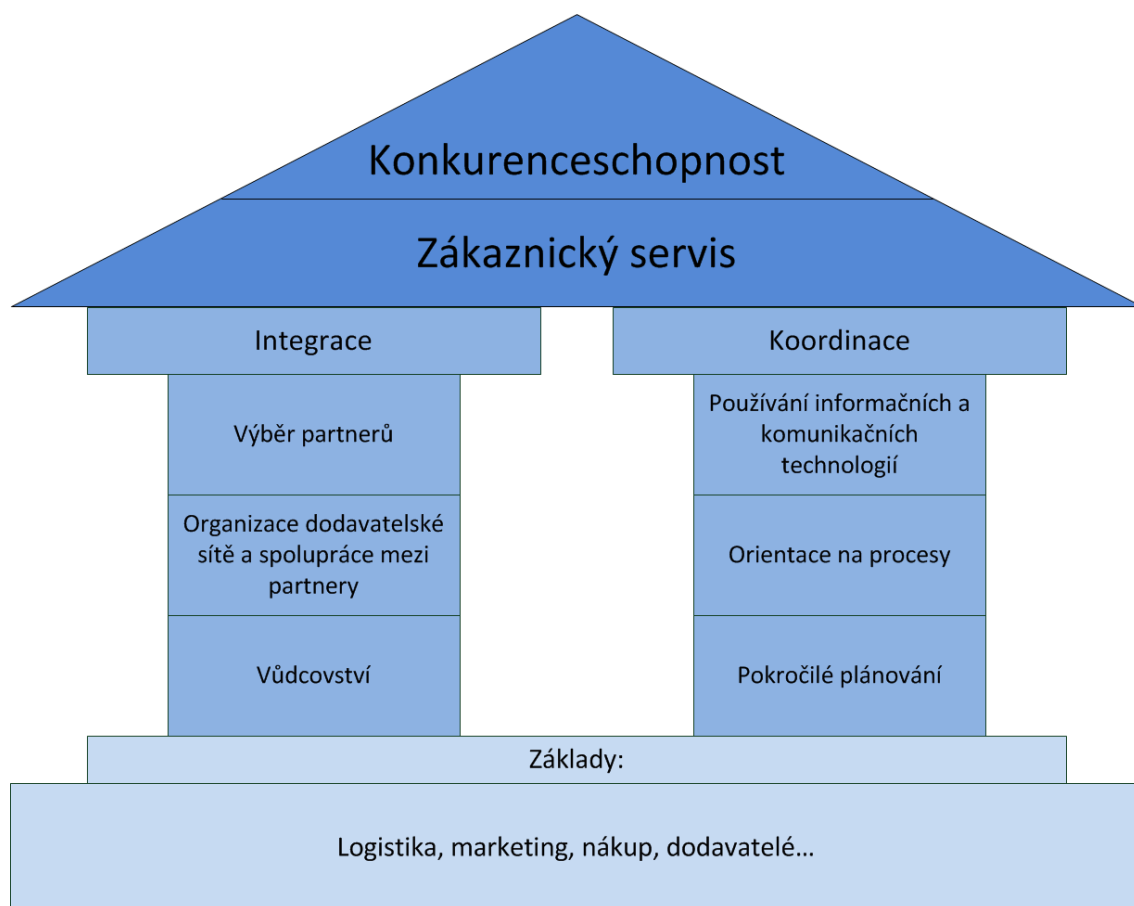 Konkurenceschopnost
Zákaznický servis
Integrace
Výběr partnerů
Organizace dodavatelské
sítě a spolupráce mezi
partnery
Vůdcovství
Koordinace
Používání informačních a
komunikačních
technologií
Orientace na procesy
Pokročilé plánování
Základy:
Logistika, marketing, nákup, dodavatelé…